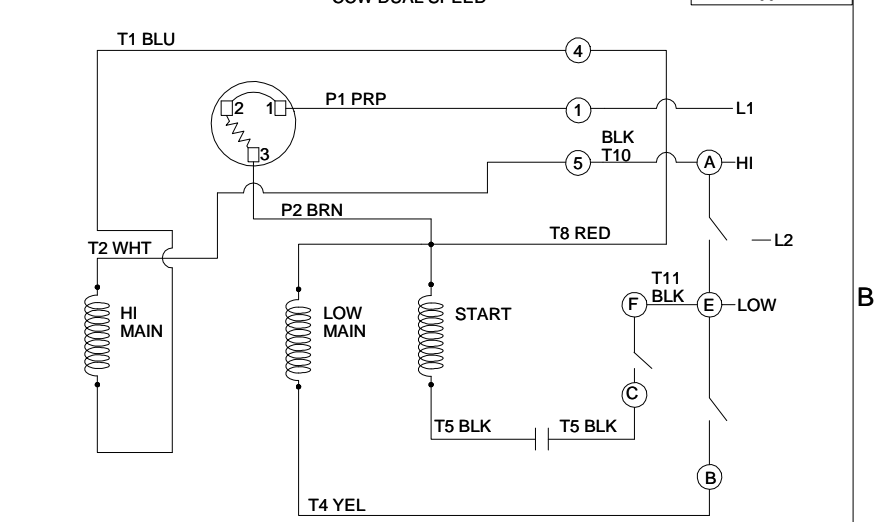 T1 BLU
4
2
1
P1 PRP
1
L1
3
BLK
T10
5
A
HI
P2 BRN
T8 RED
L2
T2 WHT
T11
BLK
F
E
LOW
B
HI
MAIN
LOW
MAIN
START
C
T5 BLK
T5 BLK
B
T4 YEL